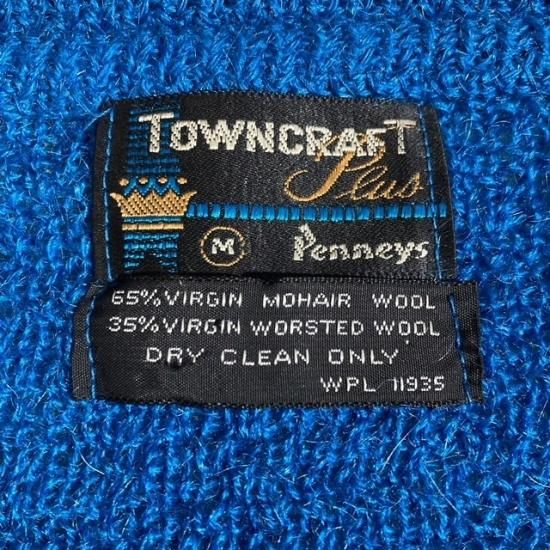 TOWNCRAFT
Plus
M Penneys
65% VIRGIN MOHAIR WOOL
35% VIRGIN WORSTED WOOL
DRY CLEAN ONLY
WPL 11935